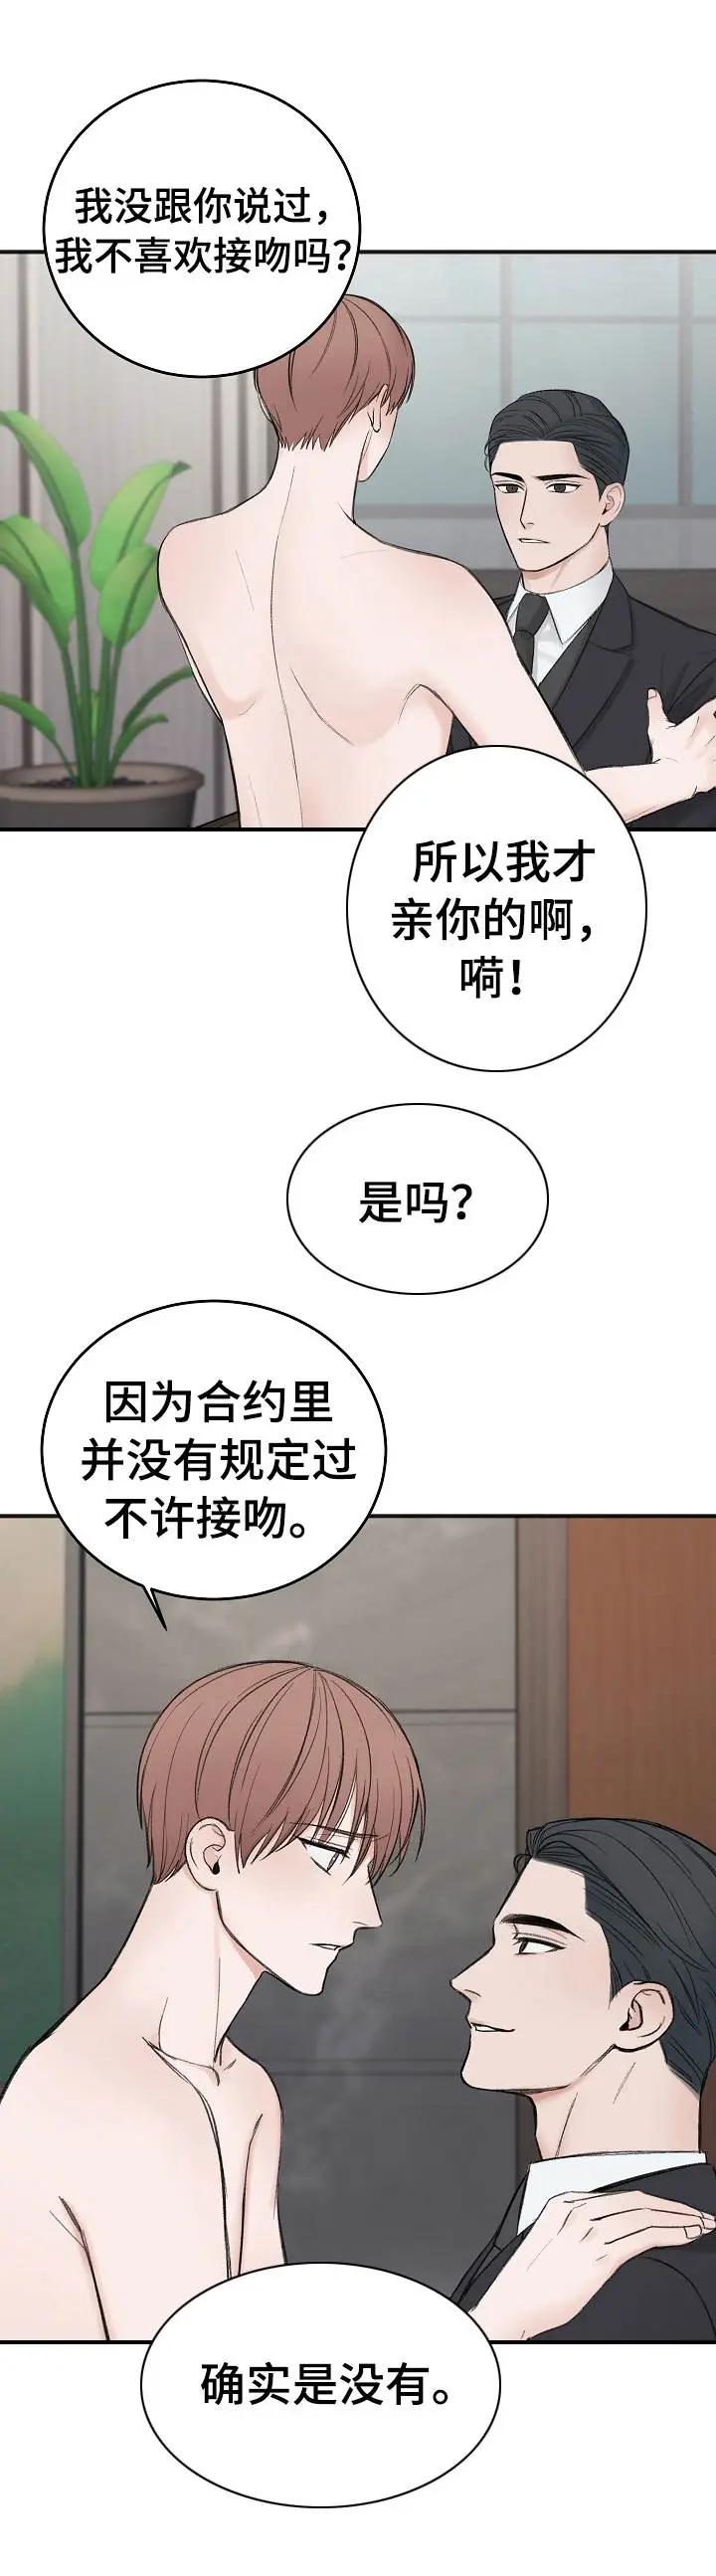 我没跟你说过，
我不喜欢接吻吗？
所以我才
亲你的啊，
嗬！
是吗？
因为合约里
并没有规定过
不许接吻。
确实是没有。